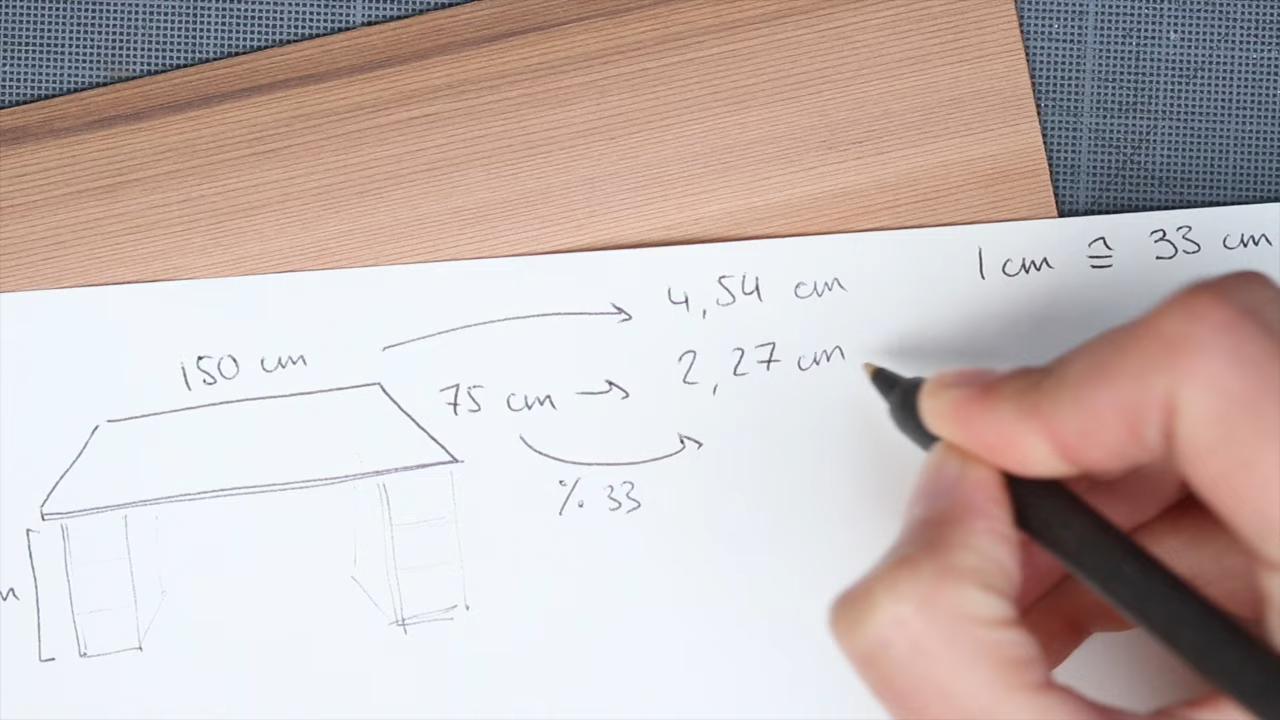 1 cm ≙ 33 cm
4,54 cm
150 cm
2,27 cm
75 cm
% 33